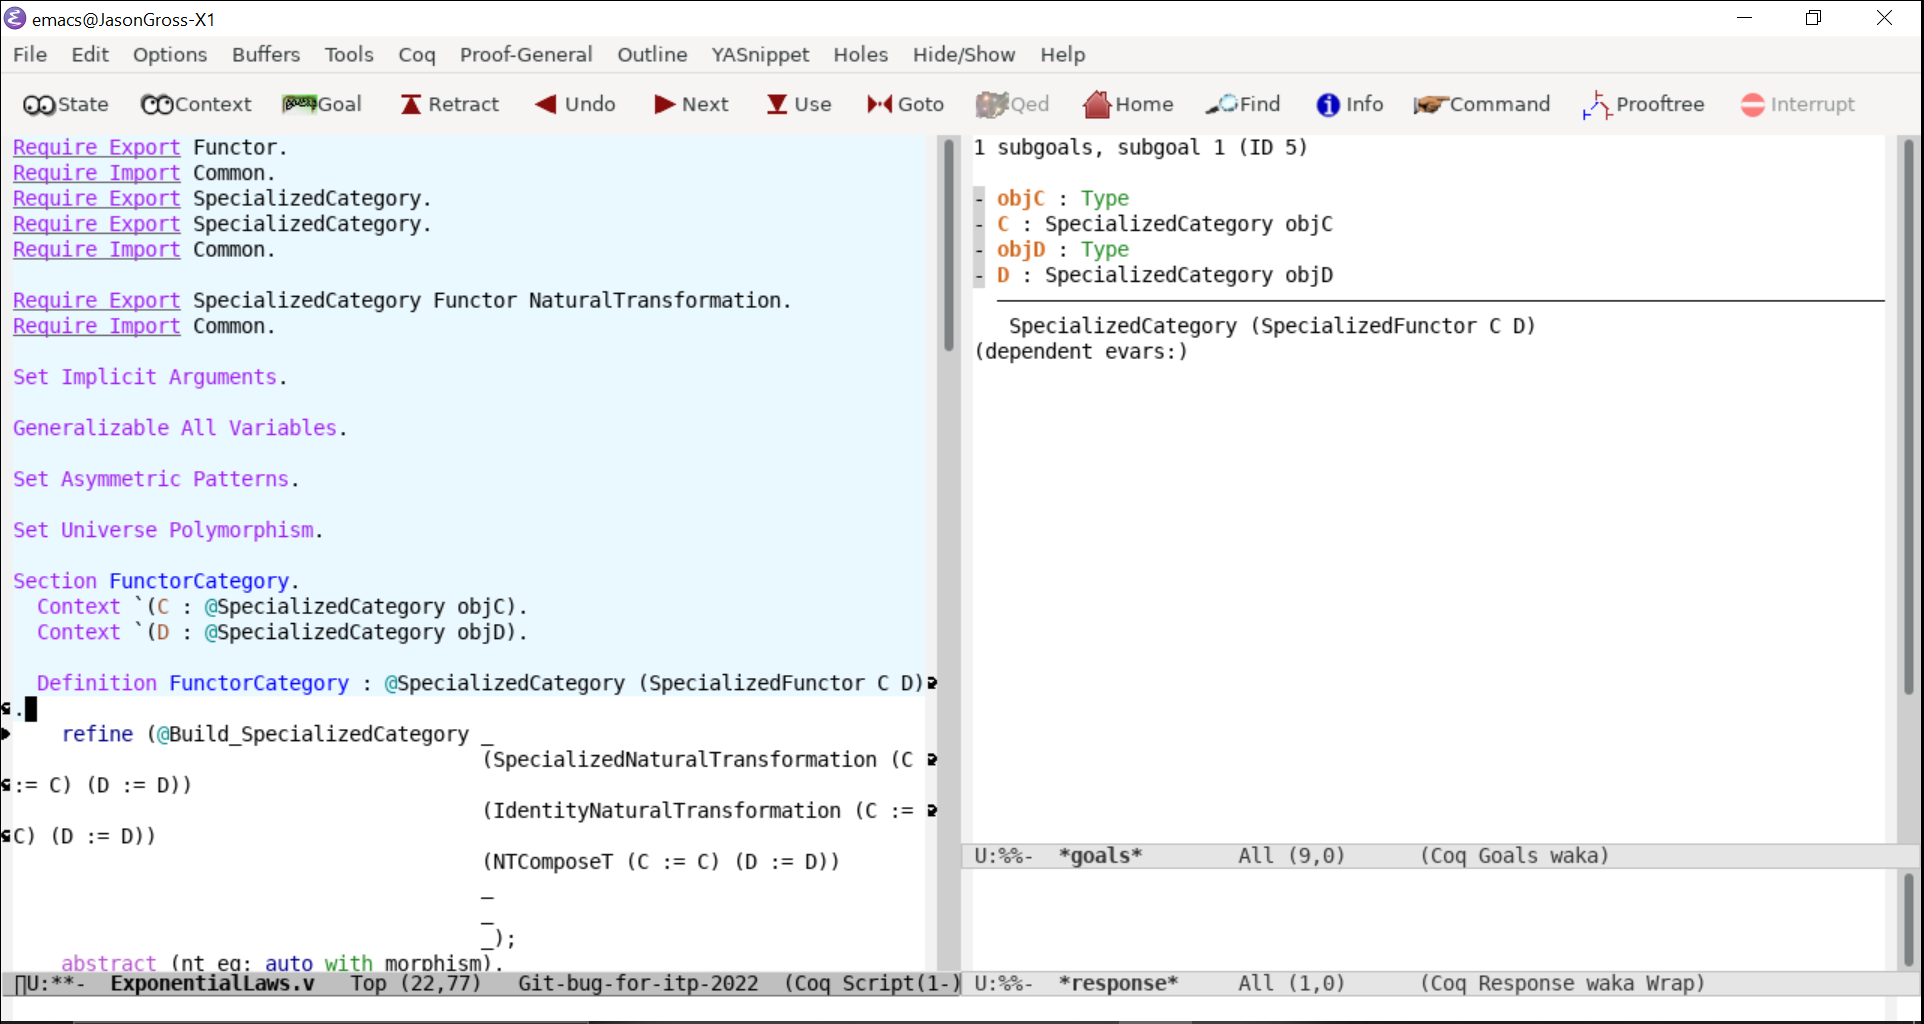 emacs@JasonGross-X1
File Edit Options Buffers Tools Coq Proof-General Outline YASnippet Holes Hide/Show Help
State Context Goal Retract Undo Next Use Goto Qed Home Find Info Command Prooftree Interrupt
Require Export Functor.
Require Import Common.
Require Export SpecializedCategory.
Require Export SpecializedCategory.
Require Import Common.
Require Export SpecializedCategory Functor NaturalTransformation.
Require Import Common.
Set Implicit Arguments.
Generalizable All Variables.
Set Asymmetric Patterns.
Set Universe Polymorphism.
Section FunctorCategory.
Context `(C : @SpecializedCategory objC).
Context `(D : @SpecializedCategory objD).
Definition FunctorCategory : @SpecializedCategory (SpecializedFunctor C D)
.
refine (@Build_SpecializedCategory _
(SpecializedNaturalTransformation (C
:= C) (D := D))
(IdentityNaturalTransformation (C :=
C) (D := D))
(NTComposeT (C := C) (D := D))
_
_
_);
abstract (nt_eq; auto with morphism).
U:**- ExponentialLaws.v Top (22,77) Git-bug-for-itp-2022 (Coq Script(1-)
1 subgoals, subgoal 1 (ID 5)
- objC : Type
- C : SpecializedCategory objC
- objD : Type
- D : SpecializedCategory objD
SpecializedCategory (SpecializedFunctor C D)
(dependent evars:)
U:%%- *goals* All (9,0) (Coq Goals waka)
U:%%- *response* All (1,0) (Coq Response waka Wrap)